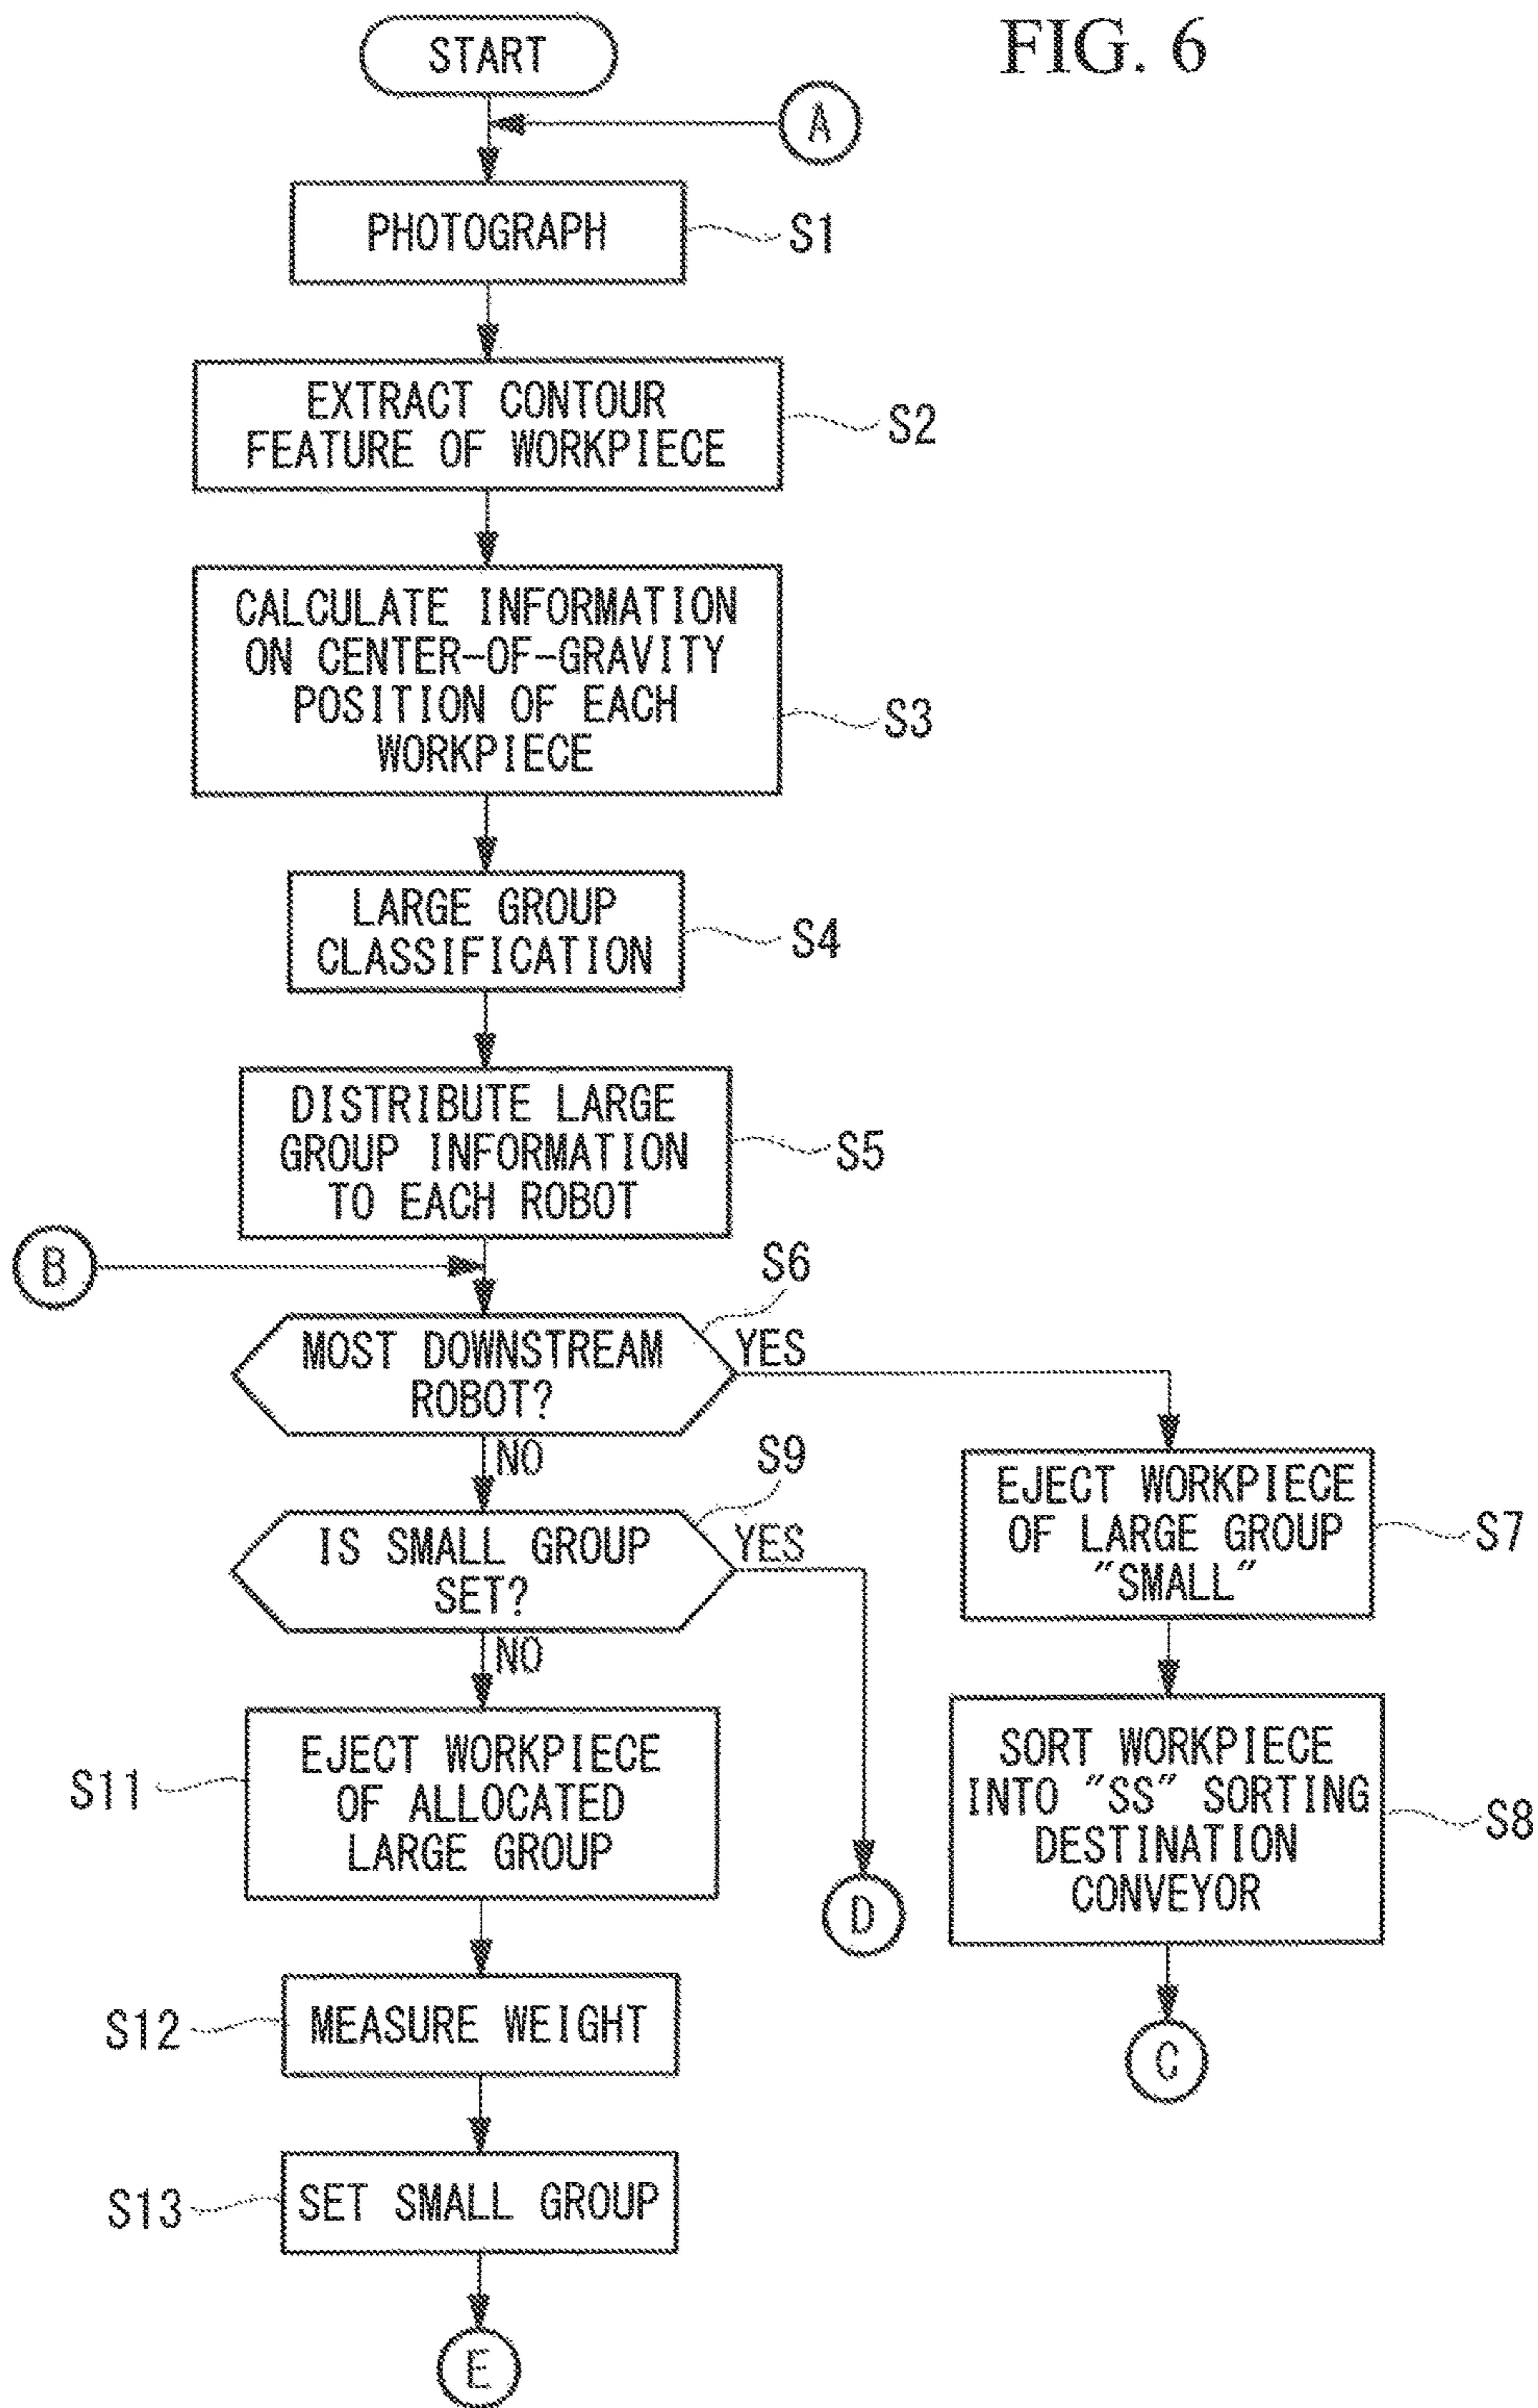 FIG. 6
START
A
PHOTOGRAPH
S1
EXTRACT CONTOUR
FEATURE OF WORKPIECE
S2
CALCULATE INFORMATION
ON CENTER-OF-GRAVITY
POSITION OF EACH
WORKPIECE
S3
LARGE GROUP
CLASSIFICATION
S4
DISTRIBUTE LARGE
GROUP INFORMATION
TO EACH ROBOT
S5
B
S6
MOST DOWNSTREAM
ROBOT?
YES
NO
S9
IS SMALL GROUP
SET?
YES
NO
EJECT WORKPIECE
OF LARGE GROUP
"SMALL"
S7
SORT WORKPIECE
INTO "SS" SORTING
DESTINATION
CONVEYOR
S8
S11
EJECT WORKPIECE
OF ALLOCATED
LARGE GROUP
D
S12
MEASURE WEIGHT
C
S13
SET SMALL GROUP
E